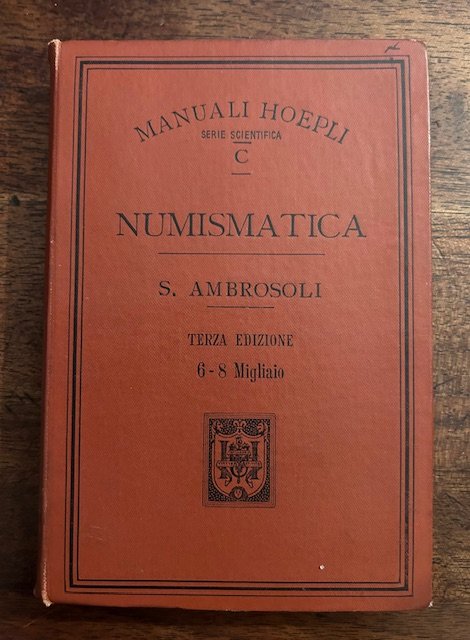 MANUALI HOEPLI
SERIE SCIENTIFICA
C
NUMISMATICA
S. AMBROSOLI
TERZA EDIZIONE
6-8 Migliaio